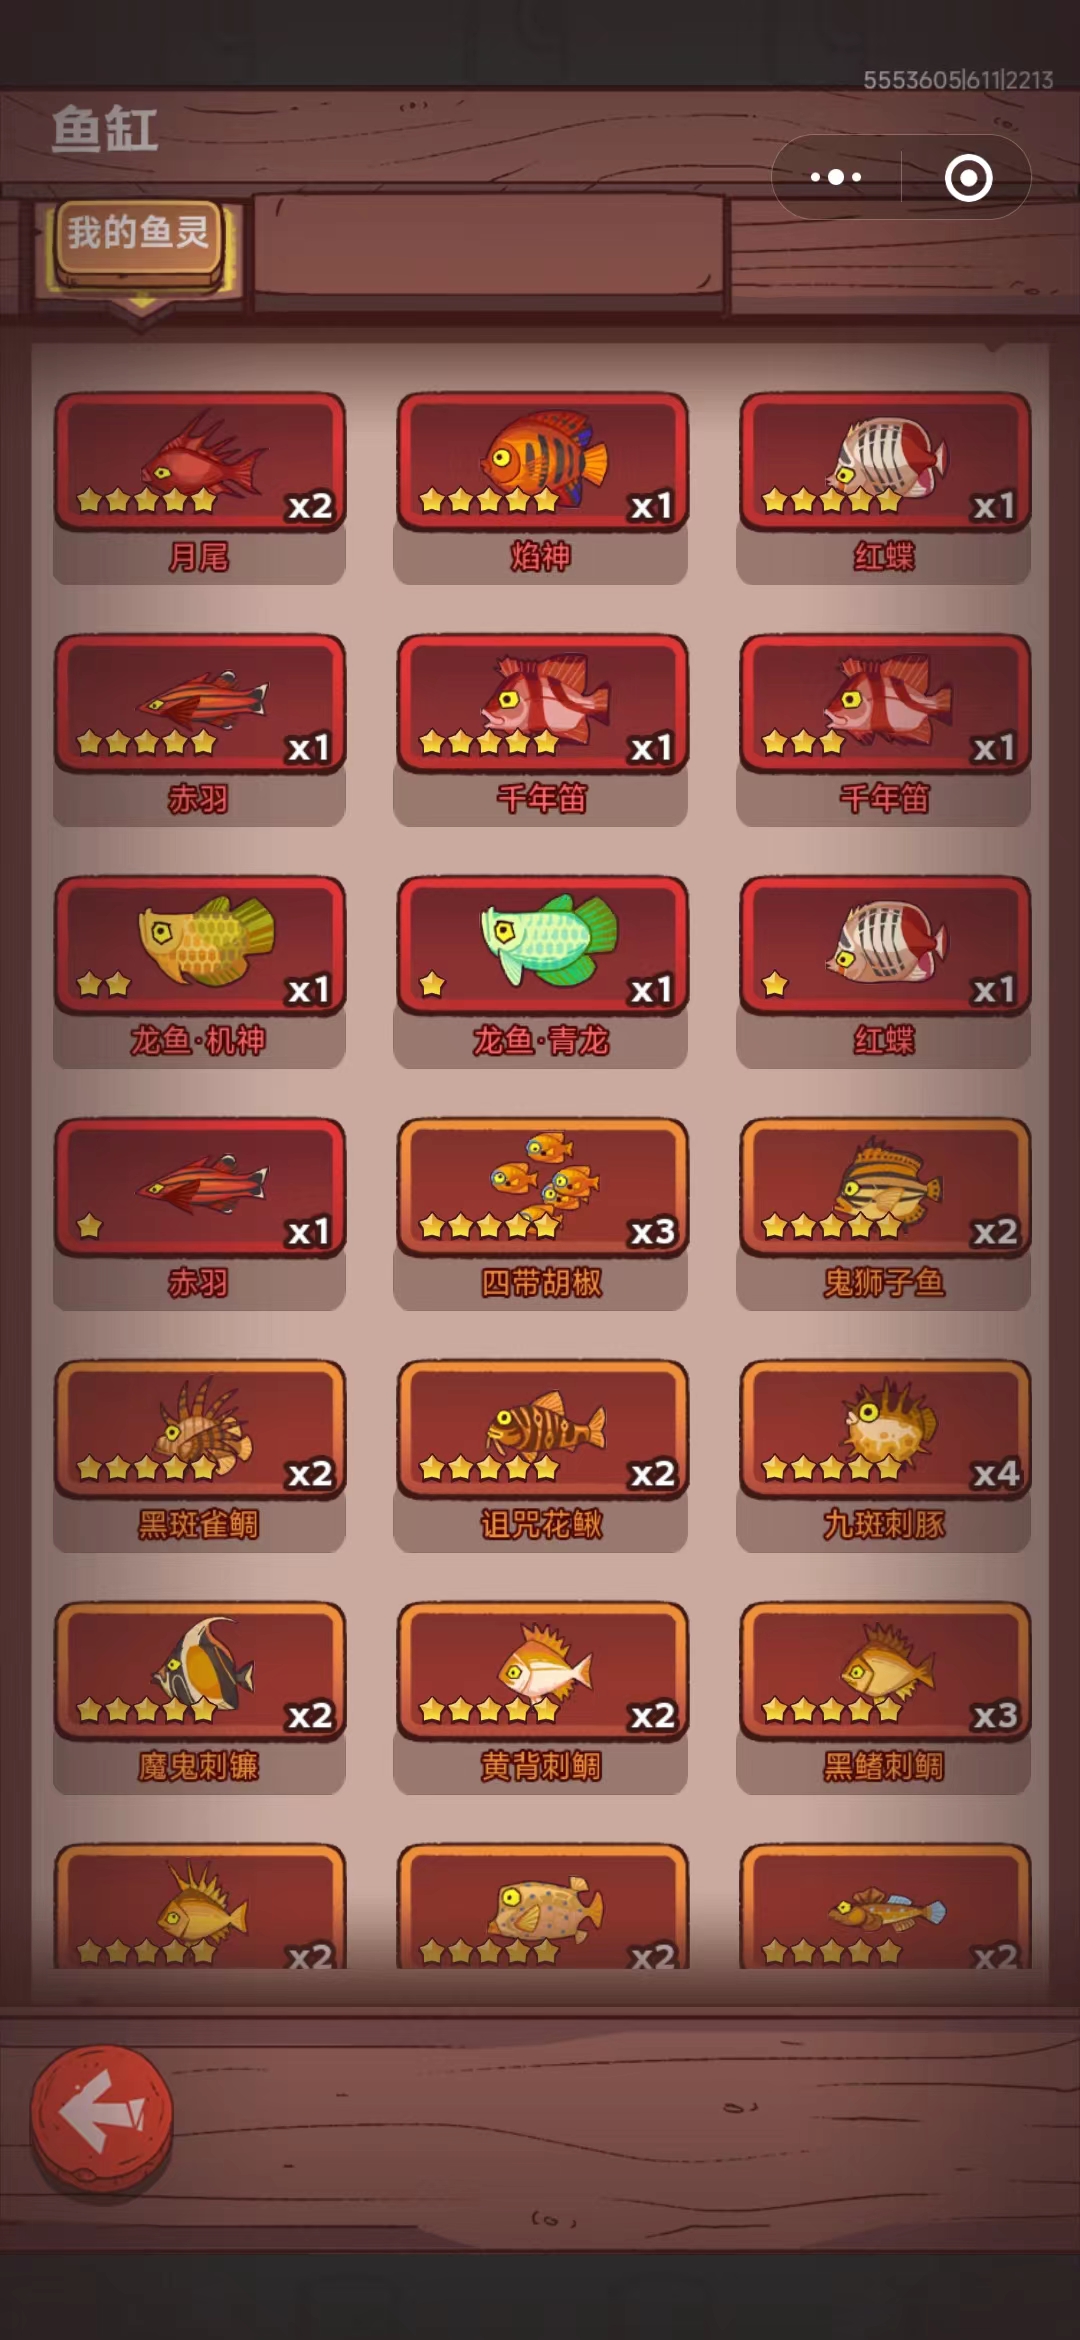 5553605|611|2213
鱼缸
我的鱼灵
x2 x1 x1
月尾 焰神 红蝶
x1 x1 x1
赤羽 千年笛 千年笛
x1 x1 x1
龙鱼·机神 龙鱼·青龙 红蝶
x1 x3 x2
赤羽 四带胡椒 鬼狮子鱼
x2 x2 x4
黑斑雀鲷 诅咒花鳅 九斑刺豚
x2 x2 x3
魔鬼刺镰 黄背刺鲷 黑鳍刺鲷
x2 x2 x2